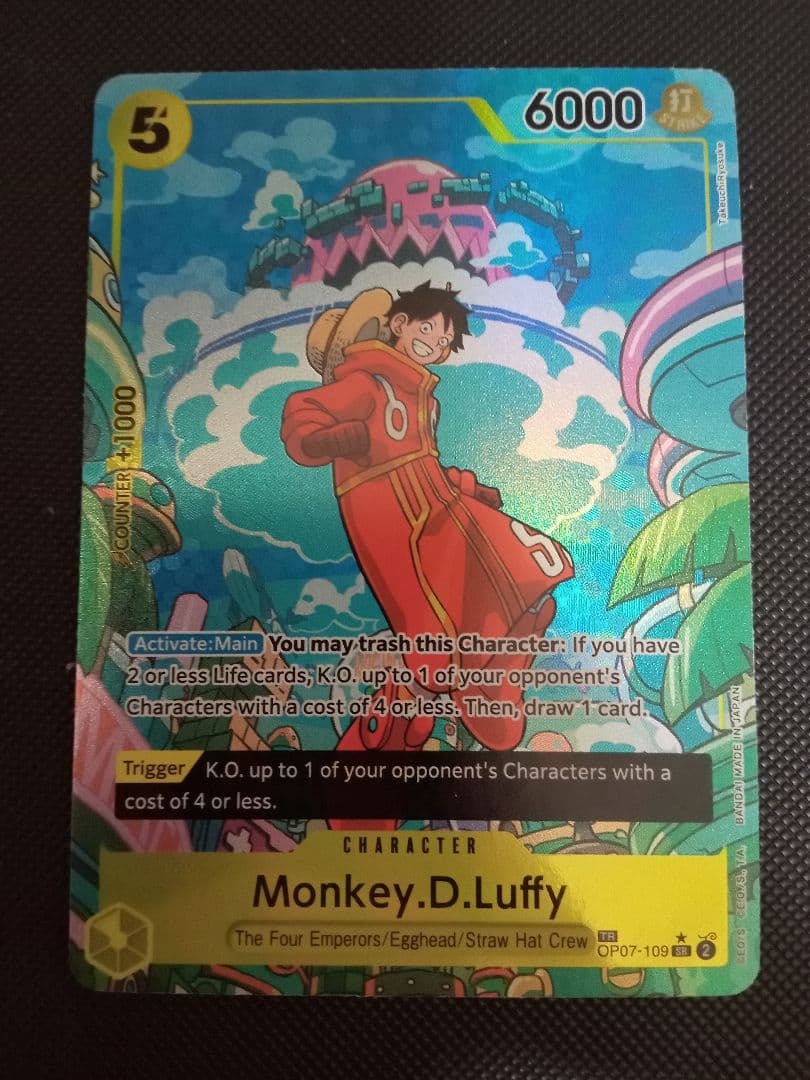 5
6000
打
STRIKE
TakeuchiRyosuke
COUNTER +1000
Activate:Main You may trash this Character: If you have
2 or less Life cards, K.O. up to 1 of your opponent's
Characters with a cost of 4 or less. Then, draw 1 card.
Trigger K.O. up to 1 of your opponent's Characters with a
cost of 4 or less.
CHARACTER
Monkey.D.Luffy
The Four Emperors/Egghead/Straw Hat Crew
TR
OP07-109 SR 2
BANDAI MADE IN JAPAN